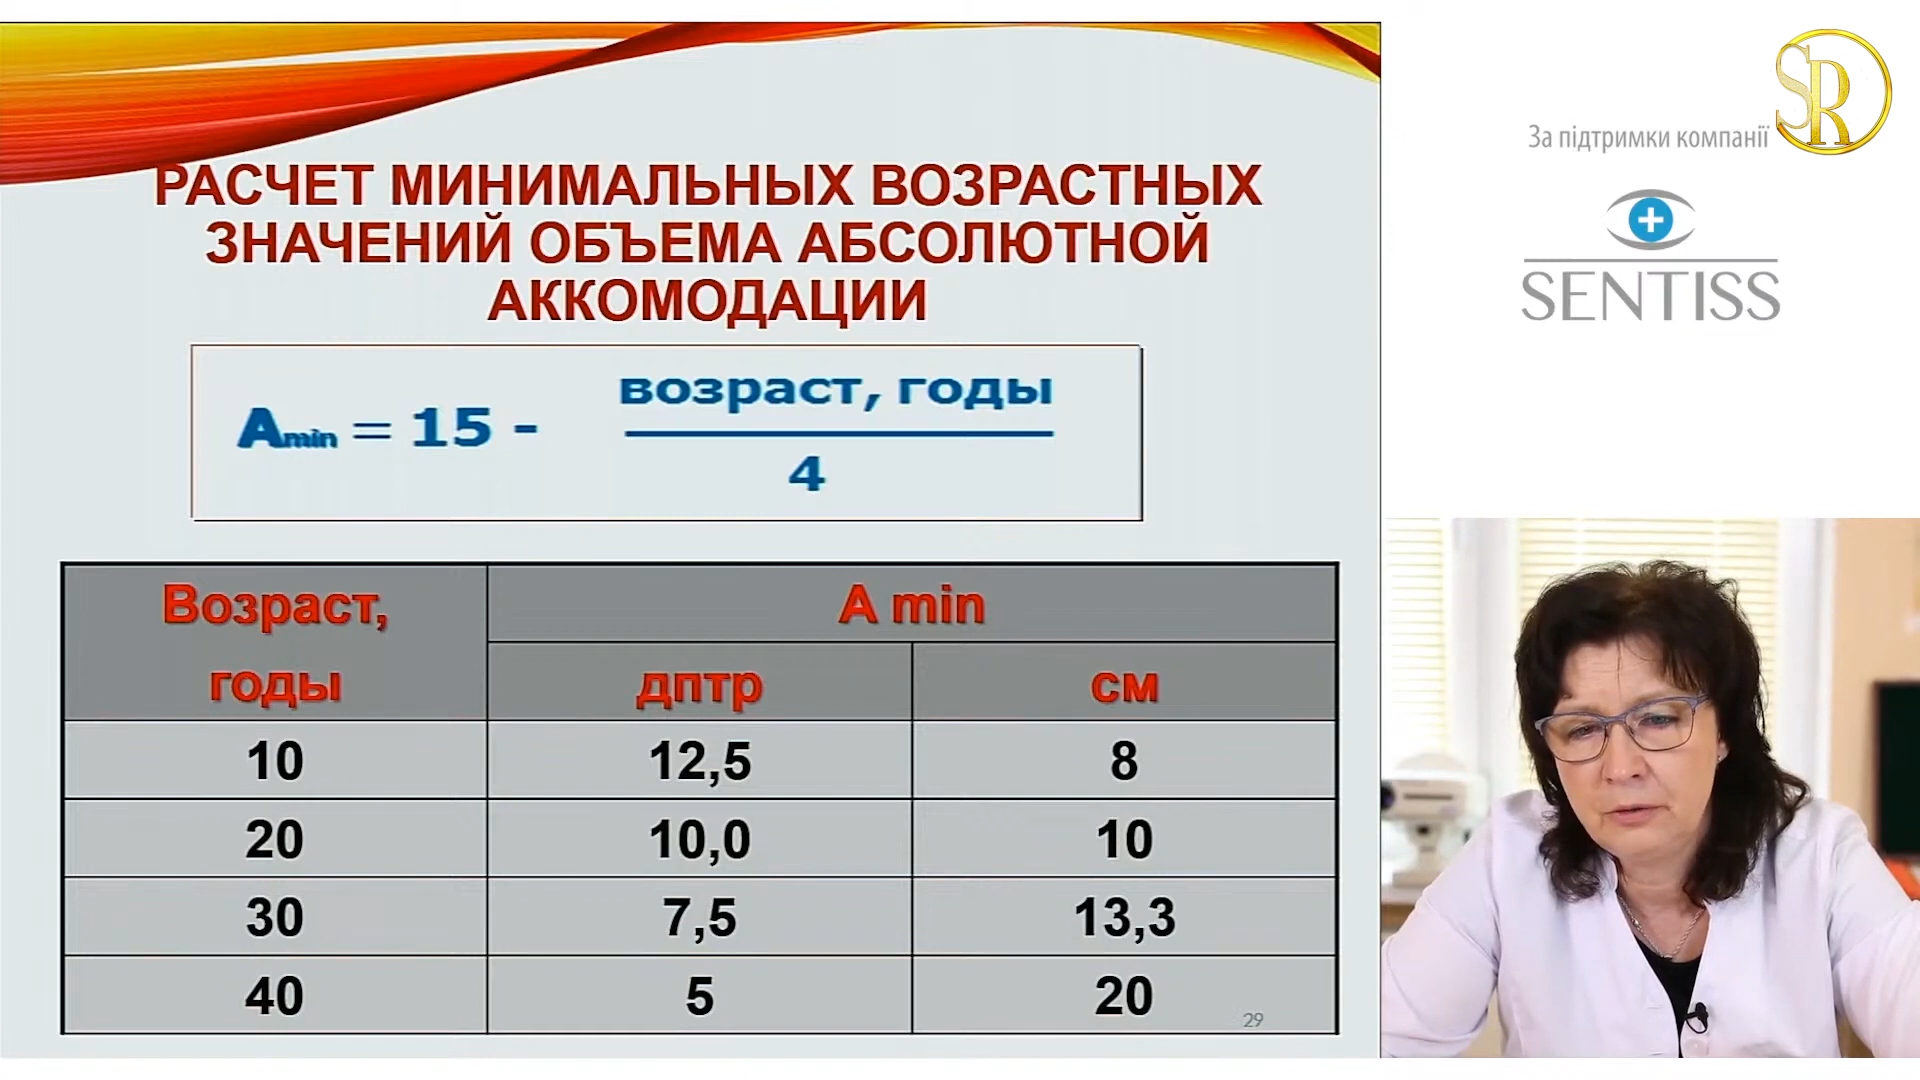 РАСЧЕТ МИНИМАЛЬНЫХ ВОЗРАСТНЫХ
ЗНАЧЕНИЙ ОБЪЕМА АБСОЛЮТНОЙ
АККОМОДАЦИИ
Amin = 15 - возраст, годы
4
Возраст, годы
A min
дптр
см
10
12,5
8
20
10,0
10
30
7,5
13,3
40
5
20
29
SR
За підтримки компанії
SENTISS